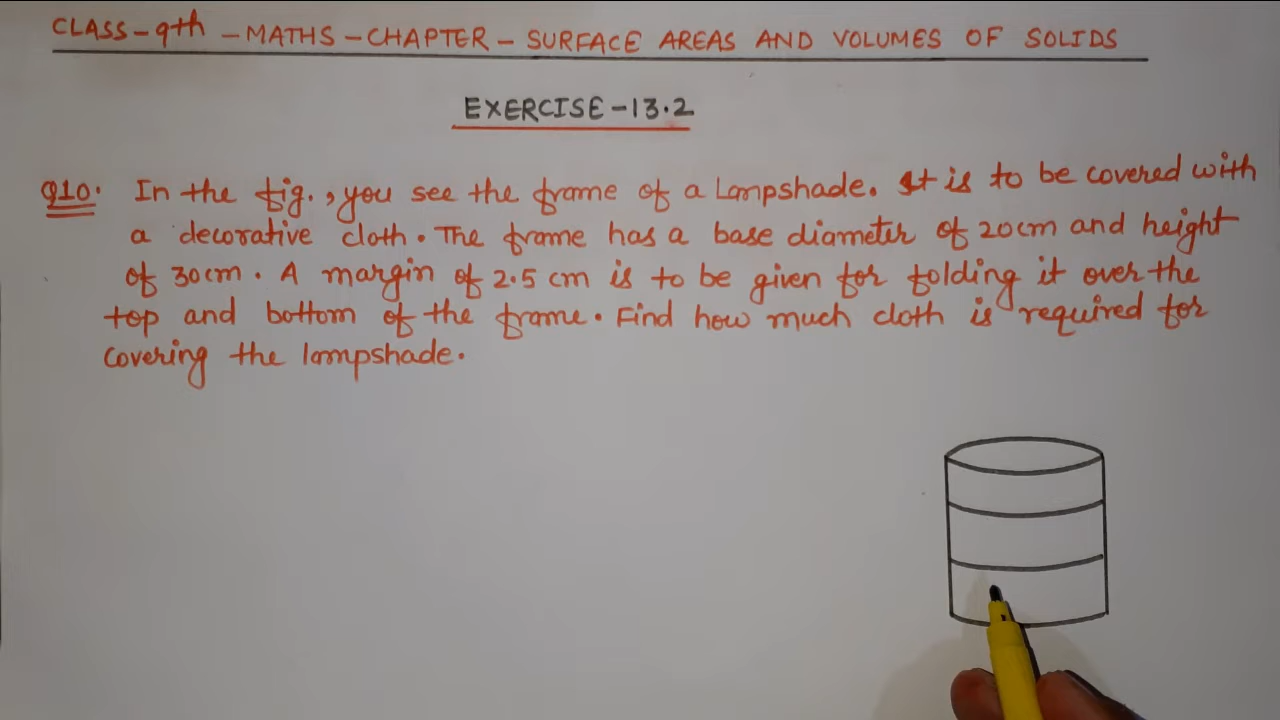 CLASS-9th -MATHS-CHAPTER- SURFACE AREAS AND VOLUMES OF SOLIDS
EXERCISE-13.2
Q10. In the fig., you see the frame of a Lampshade. It is to be covered with
a decorative cloth. The frame has a base diameter of 20cm and height
of 30cm. A margin of 2.5 cm is to be given for folding it over the
top and bottom of the frame. Find how much cloth is required for
covering the lampshade.